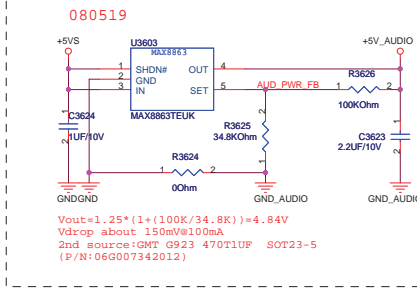 080519
+5VS
U3603
MAX8863
+5V_AUDIO
1 SHDN# OUT 4
2 GND
3 IN SET 5
AUD_PWR_FB
R3626
1 2
100KOhm
MAX8863TEUK
C3624
1UF/10V
1
2
R3625
34.8KOhm
2
1
C3623
2.2UF/10V
1
2
R3624
1 2
0Ohm
GND
GND
GND_AUDIO
GND_AUDIO
Vout=1.25*(1+(100K/34.8K))=4.84V
Vdrop about 150mV@100mA
2nd source:GMT G923 470T1UF SOT23-5
(P/N:06G007342012)